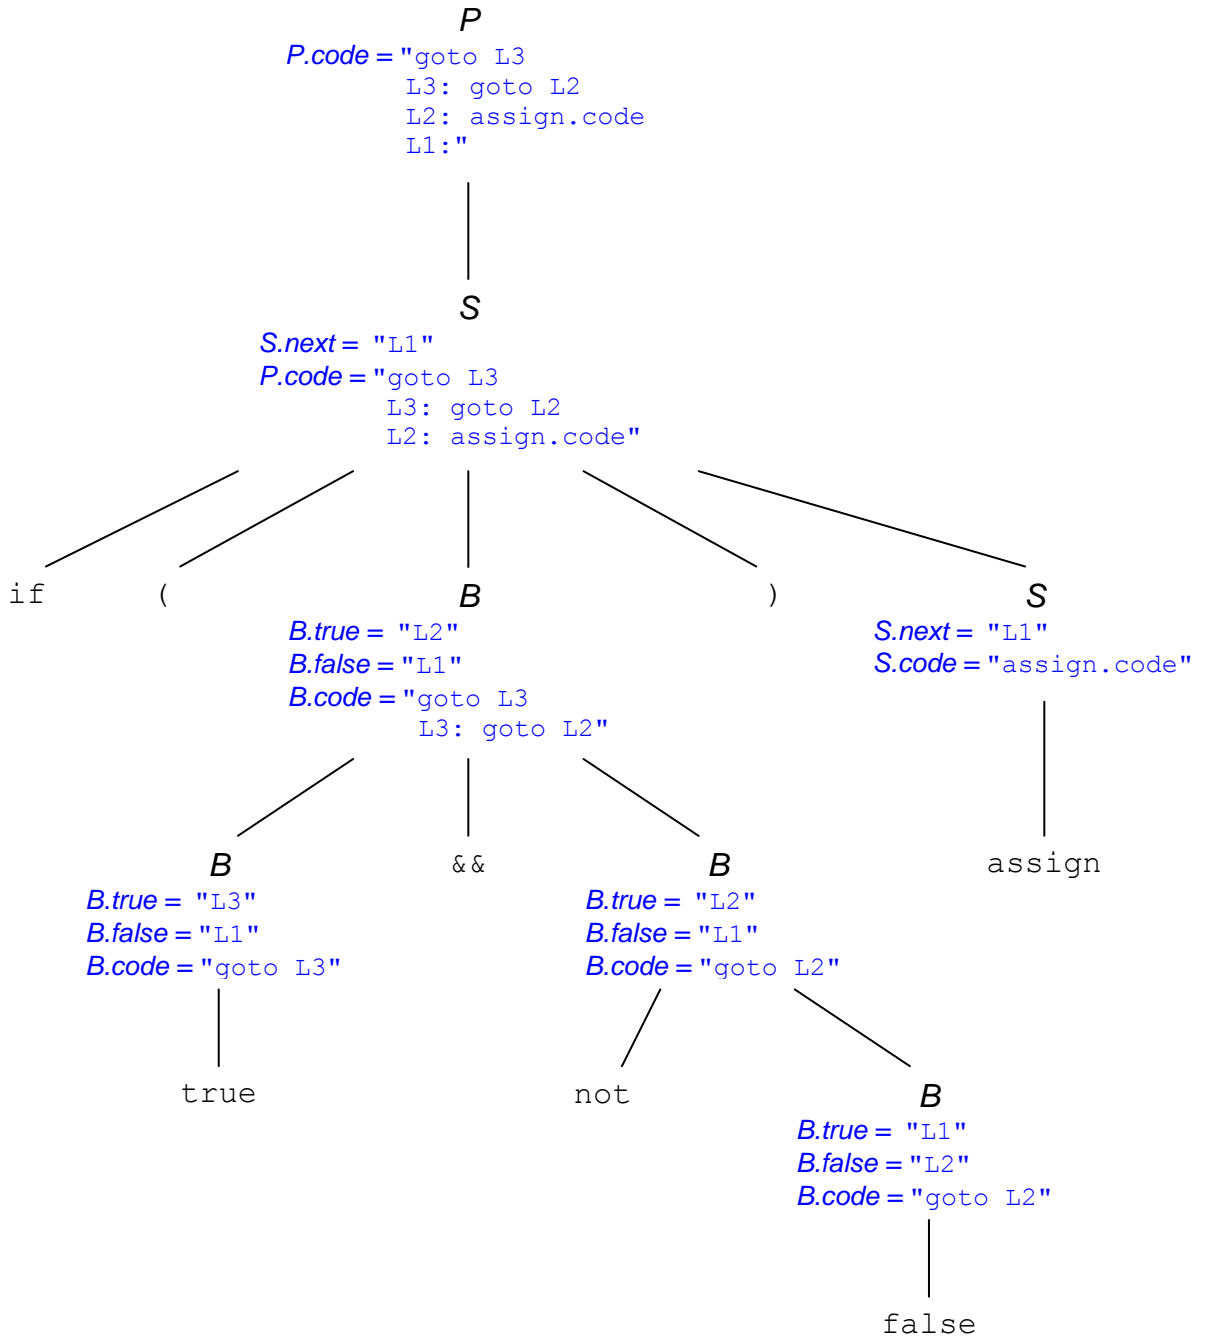 P
P.code = "goto L3
L3: goto L2
L2: assign.code
L1:"
S
S.next = "L1"
P.code = "goto L3
L3: goto L2
L2: assign.code"
if ( B ) S
B.true = "L2"
B.false = "L1"
B.code = "goto L3
L3: goto L2"
S.next = "L1"
S.code = "assign.code"
B && B assign
B.true = "L3"
B.false = "L1"
B.code = "goto L3"
B.true = "L2"
B.false = "L1"
B.code = "goto L2"
true not B
B.true = "L1"
B.false = "L2"
B.code = "goto L2"
false